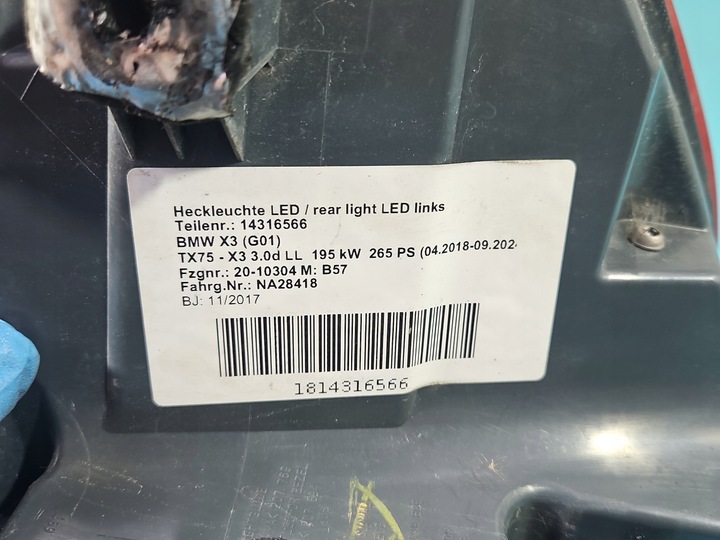 Heckleuchte LED / rear light LED links
Teilenr.: 14316566
BMW X3 (G01)
TX75 - X3 3.0d LL 195 kW 265 PS (04.2018-09.202
Fzgnr.: 20-10304 M: B57
Fahrg.Nr.: NA28418
BJ: 11/2017
1814316566